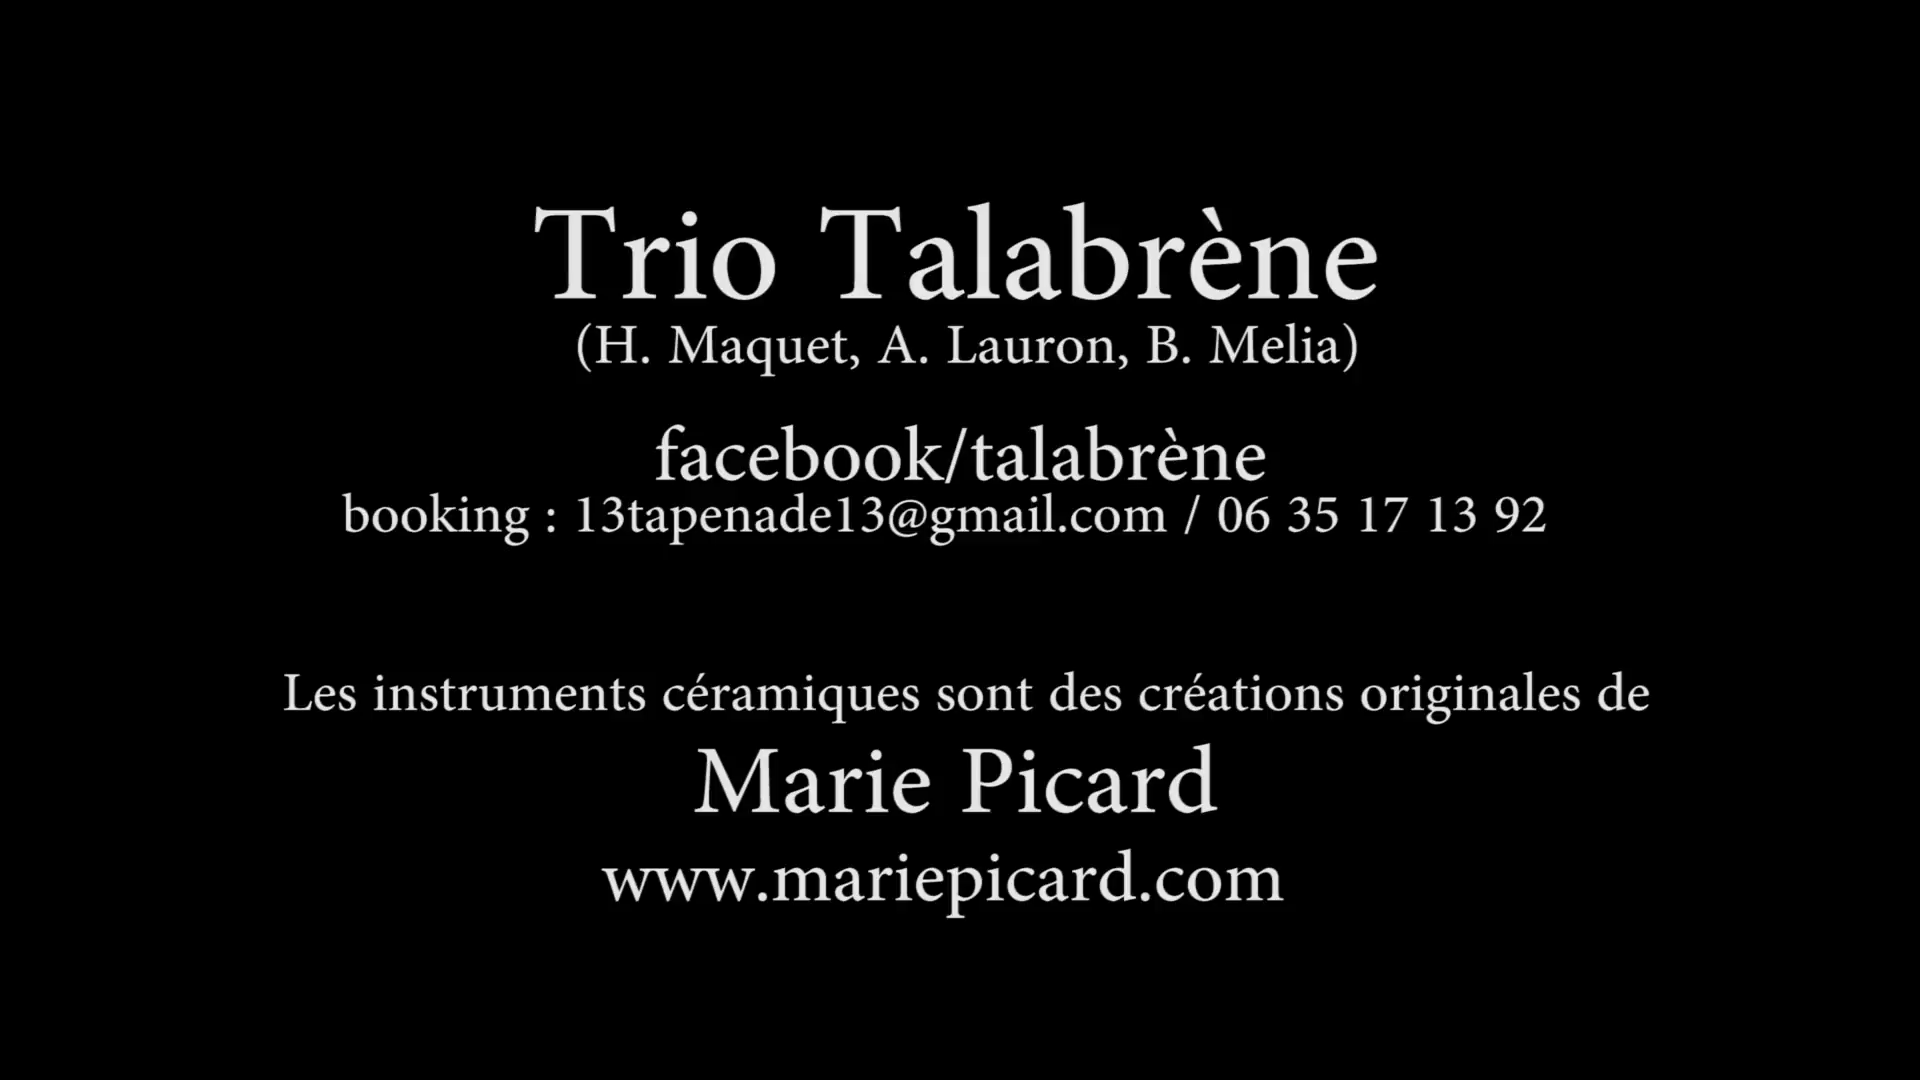 Trio Talabrène
(H. Maquet, A. Lauron, B. Melia)
facebook/talabrène
booking : 13tapenade13@gmail.com / 06 35 17 13 92
Les instruments céramiques sont des créations originales de
Marie Picard
www.mariepicard.com